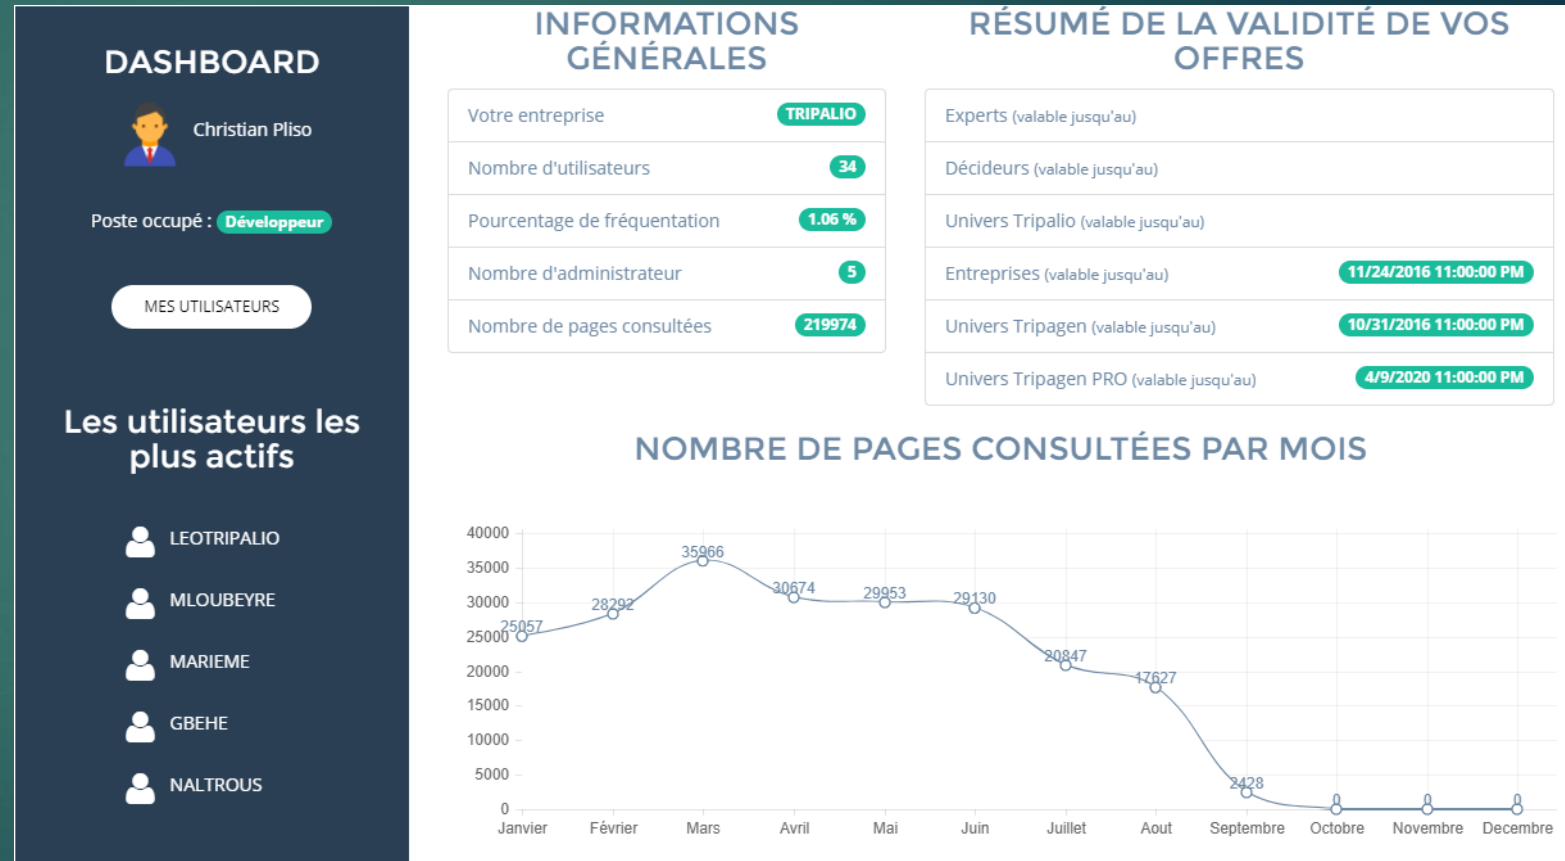 DASHBOARD
Christian Pliso
Poste occupé : Développeur
MES UTILISATEURS
Les utilisateurs les
plus actifs
LEOTRIPALIO
MLOUBEYRE
MARIEME
GBEHE
NALTROUS
INFORMATIONS
GÉNÉRALES
Votre entreprise TRIPALIO
Nombre d'utilisateurs 34
Pourcentage de fréquentation 1.06 %
Nombre d'administrateur 5
Nombre de pages consultées 219974
RÉSUMÉ DE LA VALIDITÉ DE VOS
OFFRES
Experts (valable jusqu'au)
Décideurs (valable jusqu'au)
Univers Tripalio (valable jusqu'au)
Entreprises (valable jusqu'au) 11/24/2016 11:00:00 PM
Univers Tripagen (valable jusqu'au) 10/31/2016 11:00:00 PM
Univers Tripagen PRO (valable jusqu'au) 4/9/2020 11:00:00 PM
NOMBRE DE PAGES CONSULTÉES PAR MOIS
40000
35000
30000
25000
20000
15000
10000
5000
0
25057
28292
35966
30674
29953
29130
20847
17627
2428
0
0
0
Janvier Février Mars Avril Mai Juin Juillet Aout Septembre Octobre Novembre Decembre